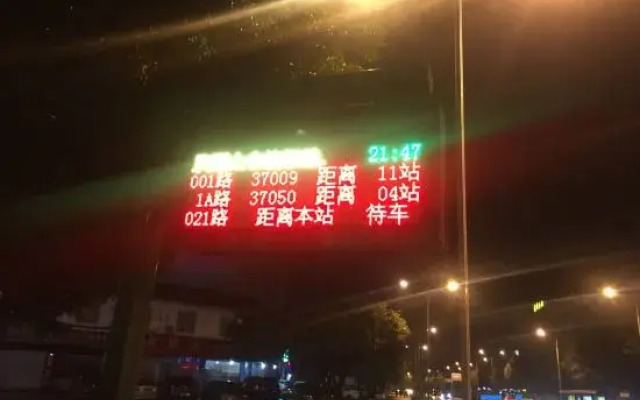 21:47
001路 37009 距离 11站
1A路 37050 距离 04站
021路 距离本站 待车